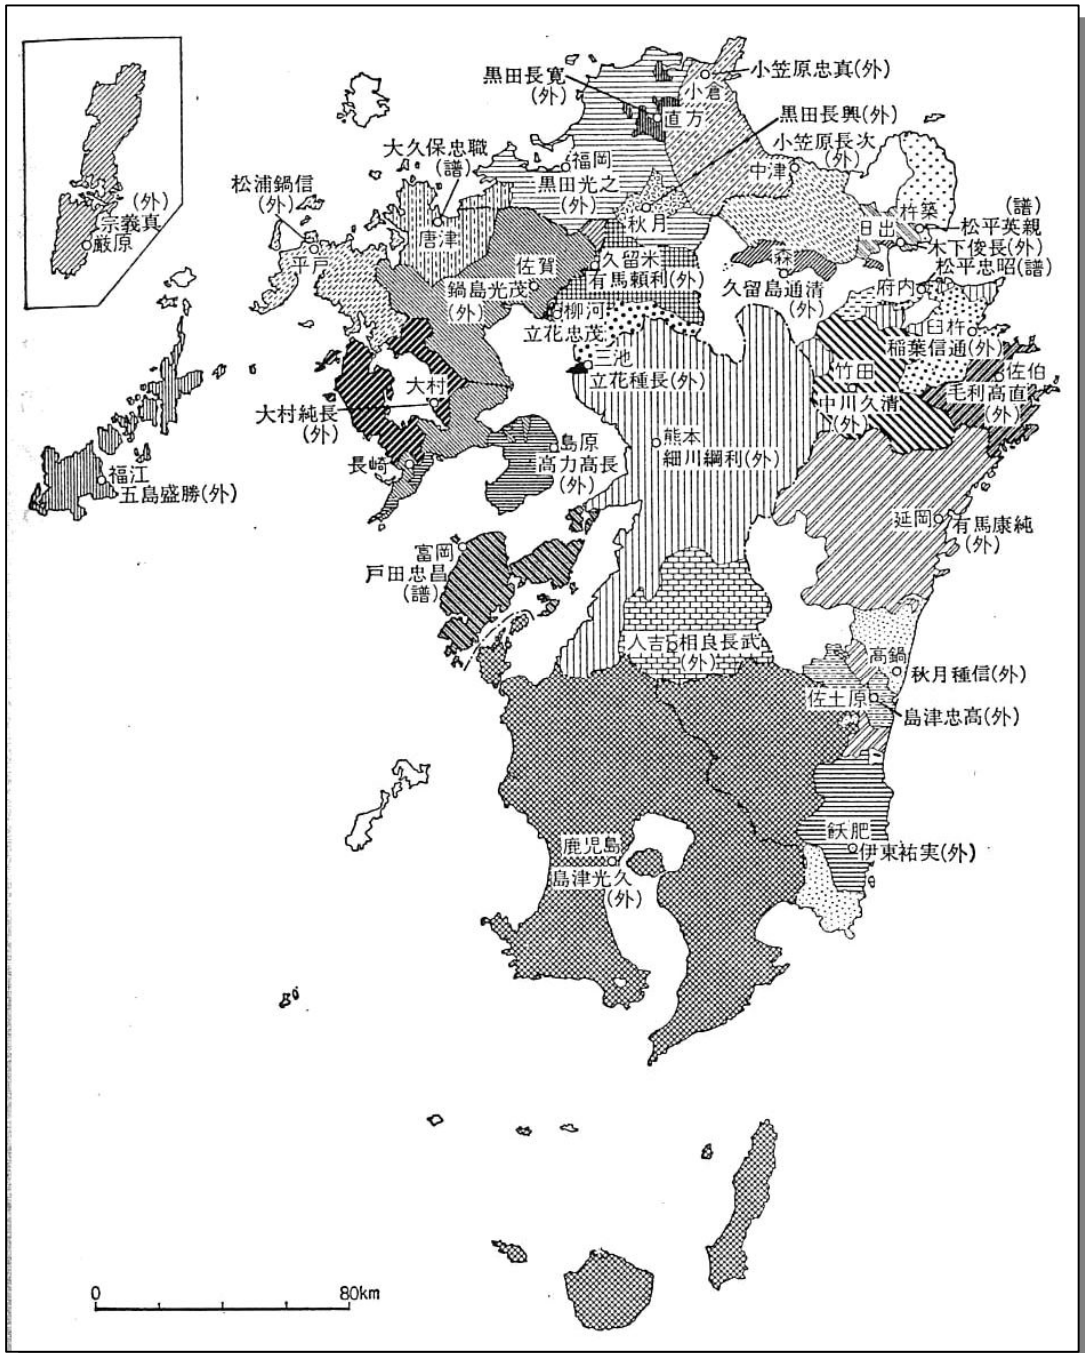 黒田長寛
(外)
小笠原忠真(外)
小倉
直方
黒田長興(外)
小笠原長次
(外)
大久保忠職
(譜)
福岡
黒田光之
(外)
中津
松浦鍋信
(外)
(外)
宗義真
厳原
秋月
杵築
(譜)
松平英親
日出
木下俊長(外)
松平忠昭(譜)
唐津
平戸
佐賀
鍋島光茂
(外)
久留米
有馬頼利(外)
森
久留島通清
(外)
府内
柳河
立花忠茂
臼杵
稲葉信通(外)
三池
立花種長(外)
竹田
中川久清
(外)
佐伯
毛利高直
(外)
大村
大村純長
(外)
長崎
島原
高力高長
(外)
熊本
細川綱利(外)
福江
五島盛勝(外)
延岡
有馬康純
(外)
富岡
戸田忠昌
(譜)
人吉
相良長武
(外)
高鍋
秋月種信(外)
佐土原
島津忠高(外)
飫肥
伊東祐実(外)
鹿児島
島津光久
(外)
0
80km